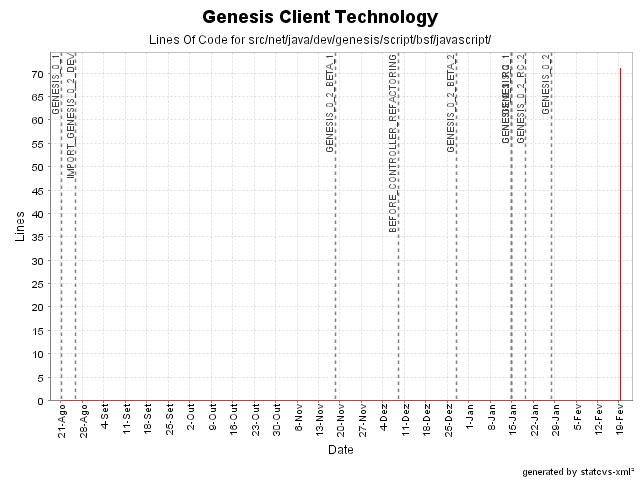 Genesis Client Technology
Lines Of Code for src/net/java/dev/genesis/script/bsf/javascript/
Lines
70
65
60
55
50
45
40
35
30
25
20
15
10
5
0
GENESIS_0_1
IMPORT_GENESIS_0_2_DEV
GENESIS_0_2_BETA_1
BEFORE_CONTROLLER_REFACTORING
GENESIS_0_2_BETA_2
GENESIS_0_2_RC_2
GENESIS_0_2
21-Ago
28-Ago
4-Set
11-Set
18-Set
25-Set
2-Out
9-Out
16-Out
23-Out
30-Out
6-Nov
13-Nov
20-Nov
27-Nov
4-Dez
11-Dez
18-Dez
25-Dez
1-Jan
8-Jan
15-Jan
22-Jan
29-Jan
5-Fev
12-Fev
19-Fev
Date
generated by statcvs-xml²